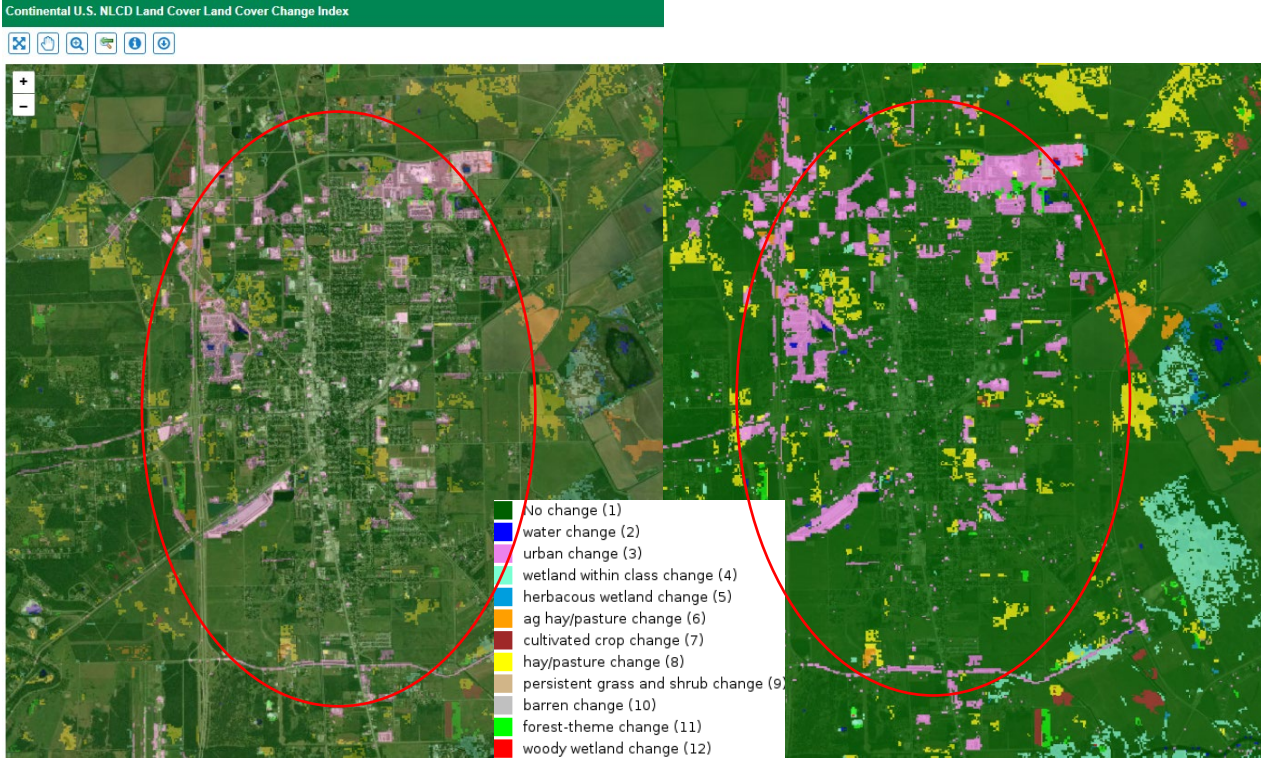 Continental U.S. NLCD Land Cover Land Cover Change Index
+
−
No change (1)
water change (2)
urban change (3)
wetland within class change (4)
herbacous wetland change (5)
ag hay/pasture change (6)
cultivated crop change (7)
hay/pasture change (8)
persistent grass and shrub change (9)
barren change (10)
forest-theme change (11)
woody wetland change (12)